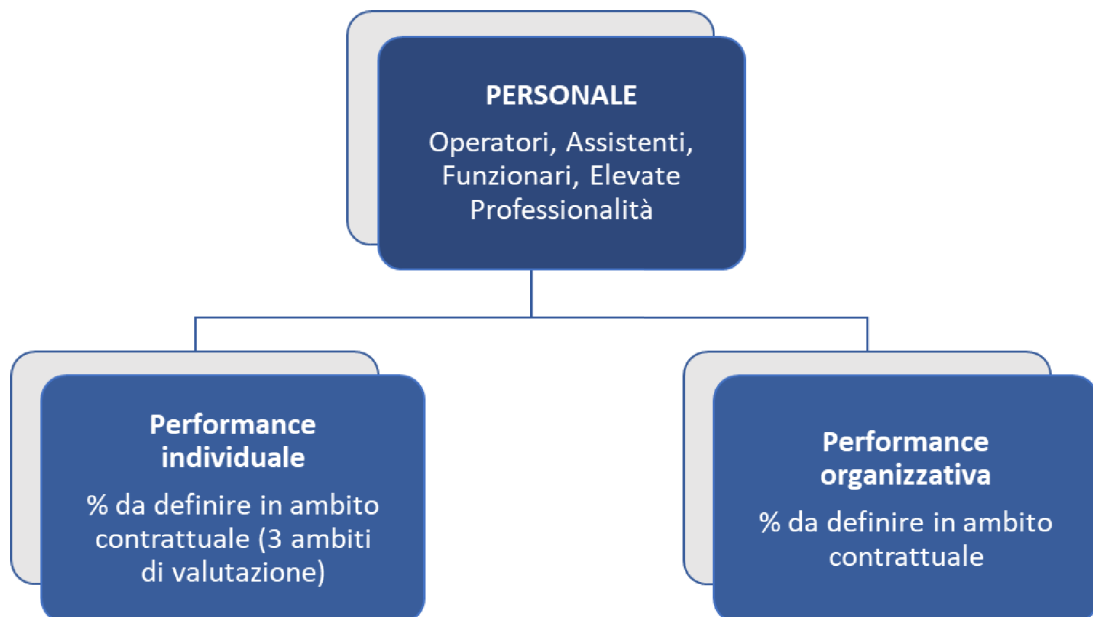 PERSONALE
Operatori, Assistenti,
Funzionari, Elevate
Professionalità
Performance
individuale
% da definire in ambito
contrattuale (3 ambiti
di valutazione)
Performance
organizzativa
% da definire in ambito
contrattuale